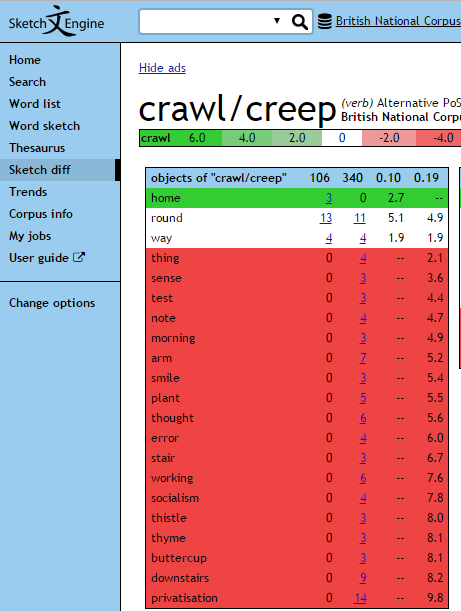 Sketch Engine
British National Corpus
Home
Search
Word list
Word sketch
Thesaurus
Sketch diff
Trends
Corpus info
My jobs
User guide
Change options
Hide ads
crawl/creep (verb) Alternative PoS
British National Corpu
crawl 6.0 4.0 2.0 0 -2.0 -4.0
objects of "crawl/creep" 106 340 0.10 0.19
home 3 0 2.7 --
round 13 11 5.1 4.9
way 4 4 1.9 1.9
thing 0 4 -- 2.1
sense 0 3 -- 3.6
test 0 3 -- 4.4
note 0 4 -- 4.7
morning 0 3 -- 4.9
arm 0 7 -- 5.2
smile 0 3 -- 5.4
plant 0 5 -- 5.5
thought 0 6 -- 5.6
error 0 4 -- 6.0
stair 0 3 -- 6.7
working 0 6 -- 7.6
socialism 0 4 -- 7.8
thistle 0 3 -- 8.0
thyme 0 3 -- 8.1
buttercup 0 3 -- 8.1
downstairs 0 9 -- 8.2
privatisation 0 14 -- 9.8